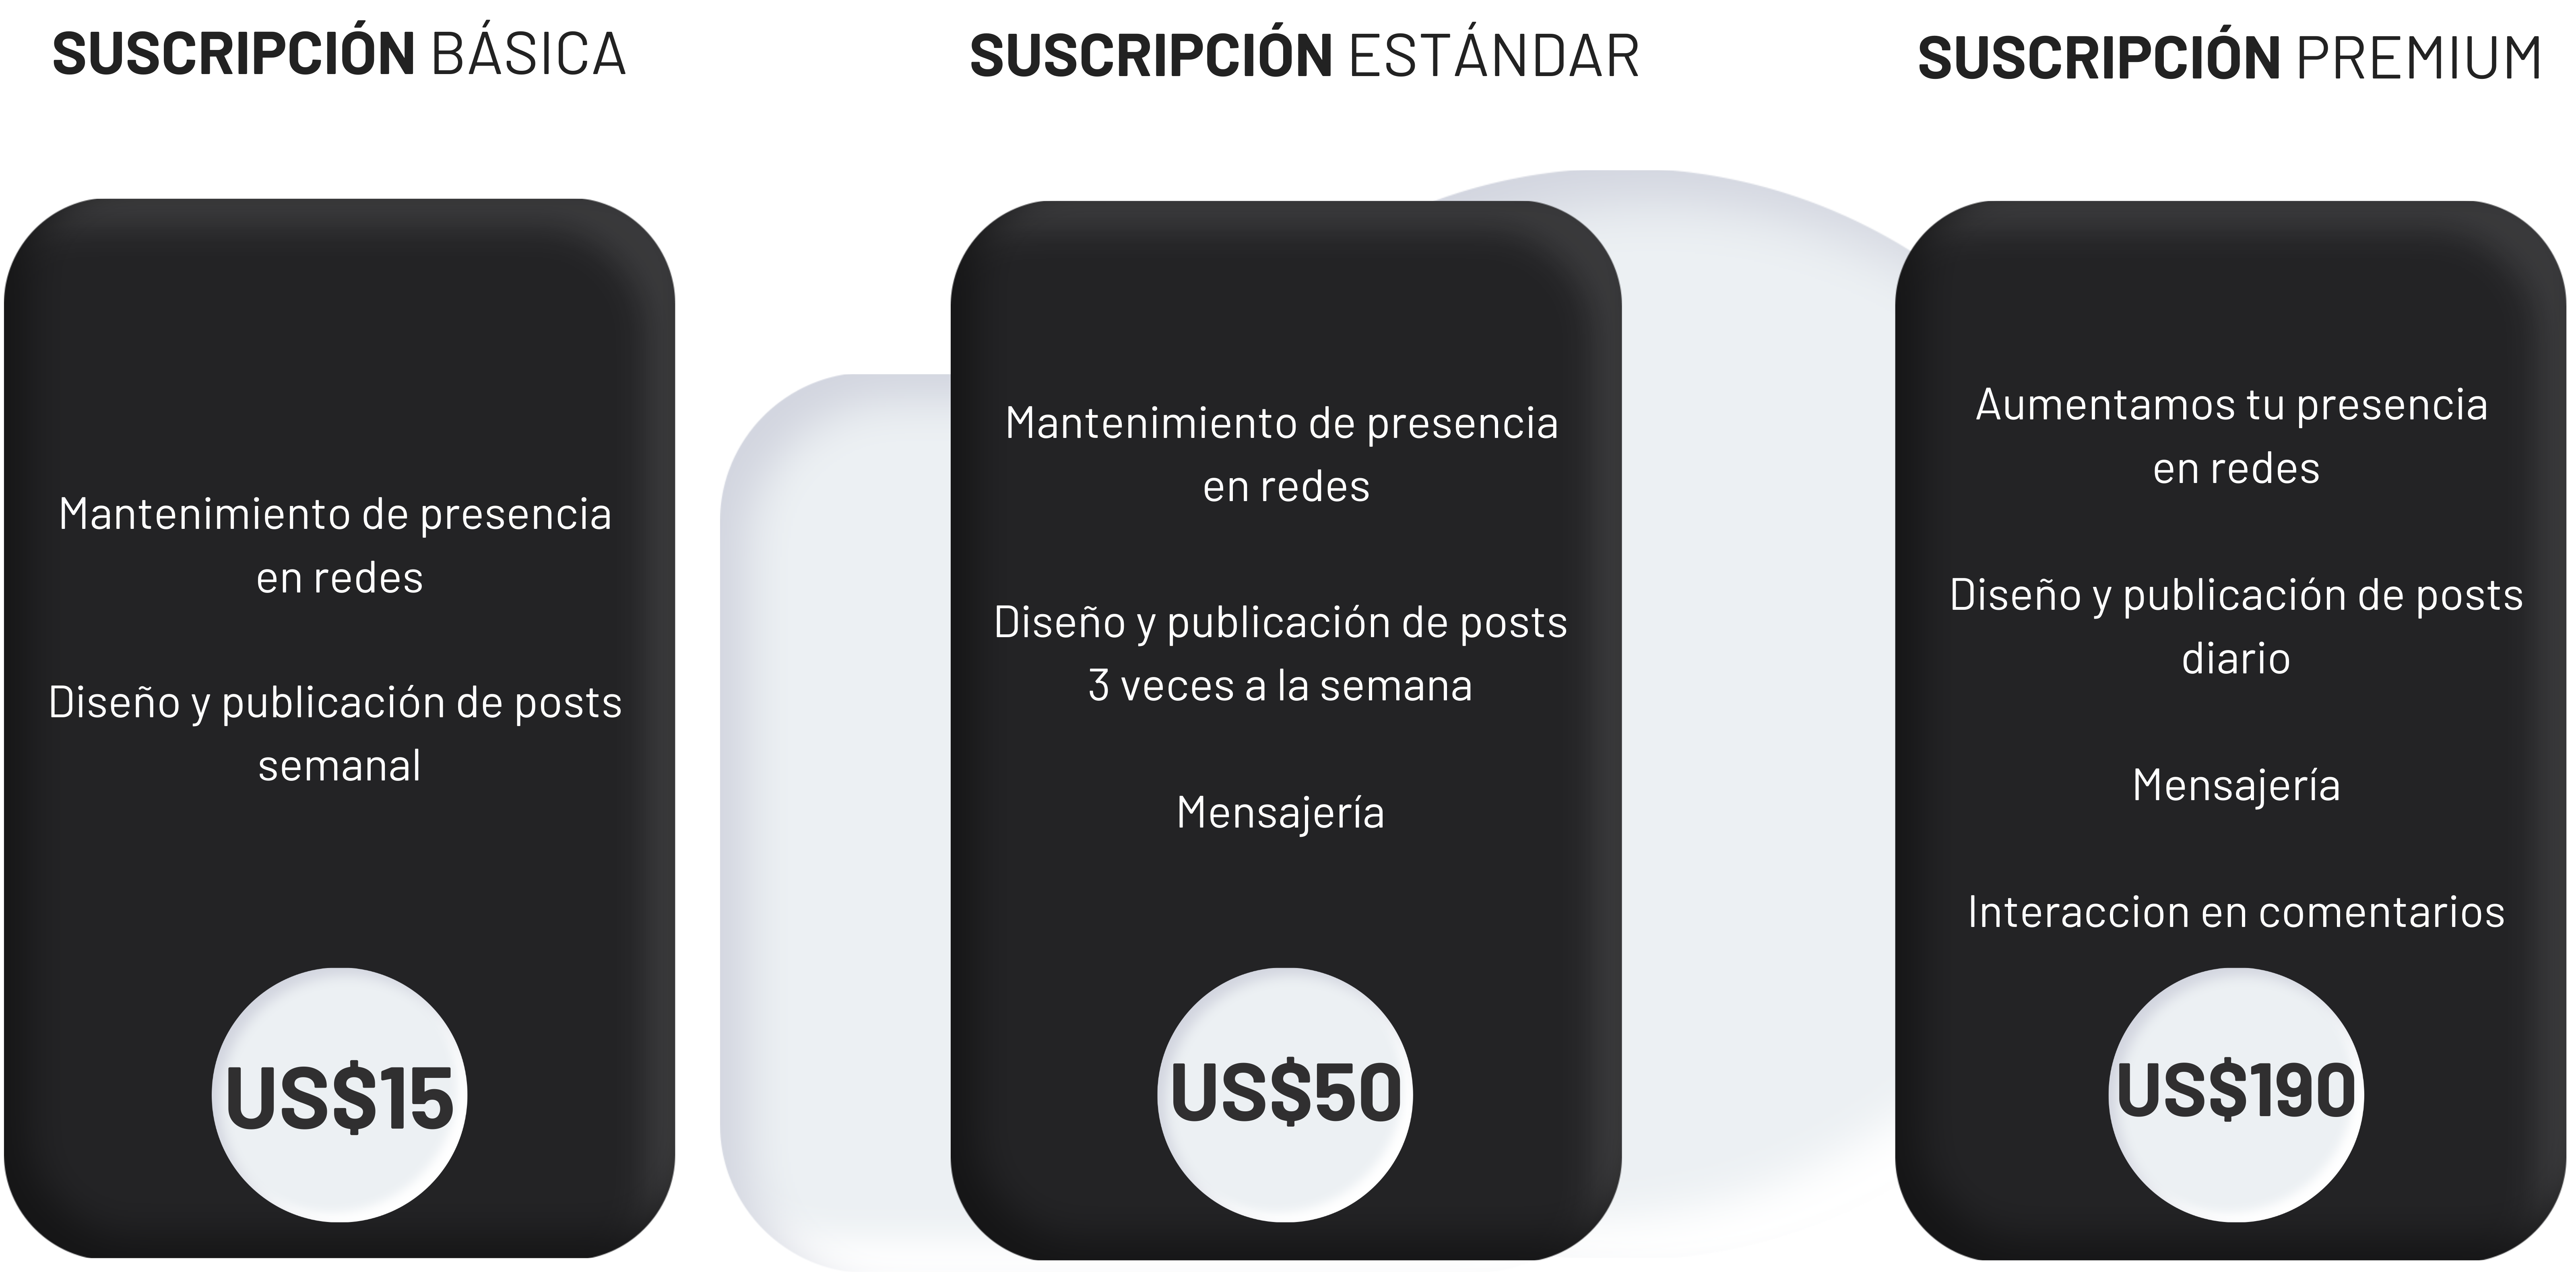 SUSCRIPCIÓN BÁSICA
Mantenimiento de presencia
en redes
Diseño y publicación de posts
semanal
US$15
SUSCRIPCIÓN ESTÁNDAR
Mantenimiento de presencia
en redes
Diseño y publicación de posts
3 veces a la semana
Mensajería
US$50
SUSCRIPCIÓN PREMIUM
Aumentamos tu presencia
en redes
Diseño y publicación de posts
diario
Mensajería
Interaccion en comentarios
US$190